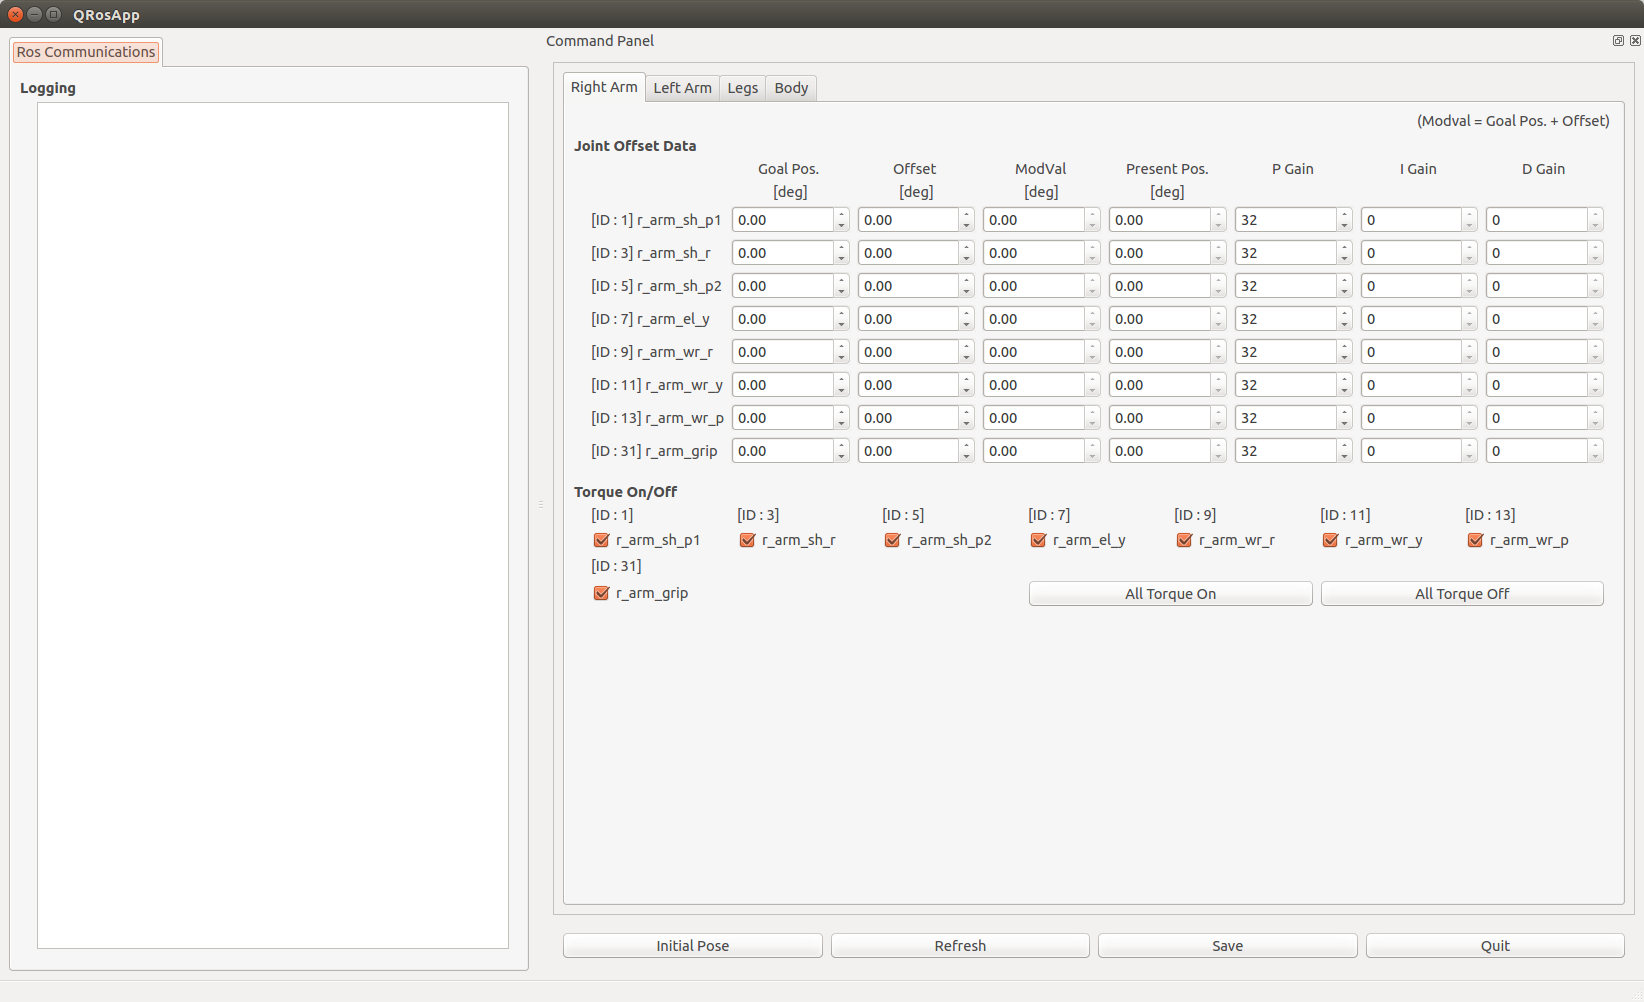 QRosApp
Ros Communications
Logging
Command Panel
Right Arm Left Arm Legs Body
(Modval = Goal Pos. + Offset)
Joint Offset Data
Goal Pos. Offset ModVal Present Pos. P Gain I Gain D Gain
[deg] [deg] [deg] [deg]
[ID : 1] r_arm_sh_p1 0.00 0.00 0.00 0.00 32 0 0
[ID : 3] r_arm_sh_r 0.00 0.00 0.00 0.00 32 0 0
[ID : 5] r_arm_sh_p2 0.00 0.00 0.00 0.00 32 0 0
[ID : 7] r_arm_el_y 0.00 0.00 0.00 0.00 32 0 0
[ID : 9] r_arm_wr_r 0.00 0.00 0.00 0.00 32 0 0
[ID : 11] r_arm_wr_y 0.00 0.00 0.00 0.00 32 0 0
[ID : 13] r_arm_wr_p 0.00 0.00 0.00 0.00 32 0 0
[ID : 31] r_arm_grip 0.00 0.00 0.00 0.00 32 0 0
Torque On/Off
[ID : 1] [ID : 3] [ID : 5] [ID : 7] [ID : 9] [ID : 11] [ID : 13]
r_arm_sh_p1 r_arm_sh_r r_arm_sh_p2 r_arm_el_y r_arm_wr_r r_arm_wr_y r_arm_wr_p
[ID : 31]
r_arm_grip All Torque On All Torque Off
Initial Pose Refresh Save Quit